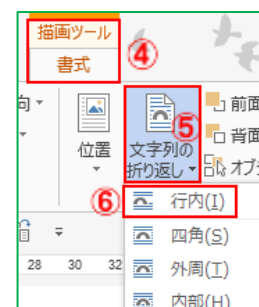 描画ツール
④
書式
向
前面
⑤
背面
位置
文字列の
折り返し
オブ
⑥
行内(I)
四角(S)
28 30 32
外周(T)
内部(H)